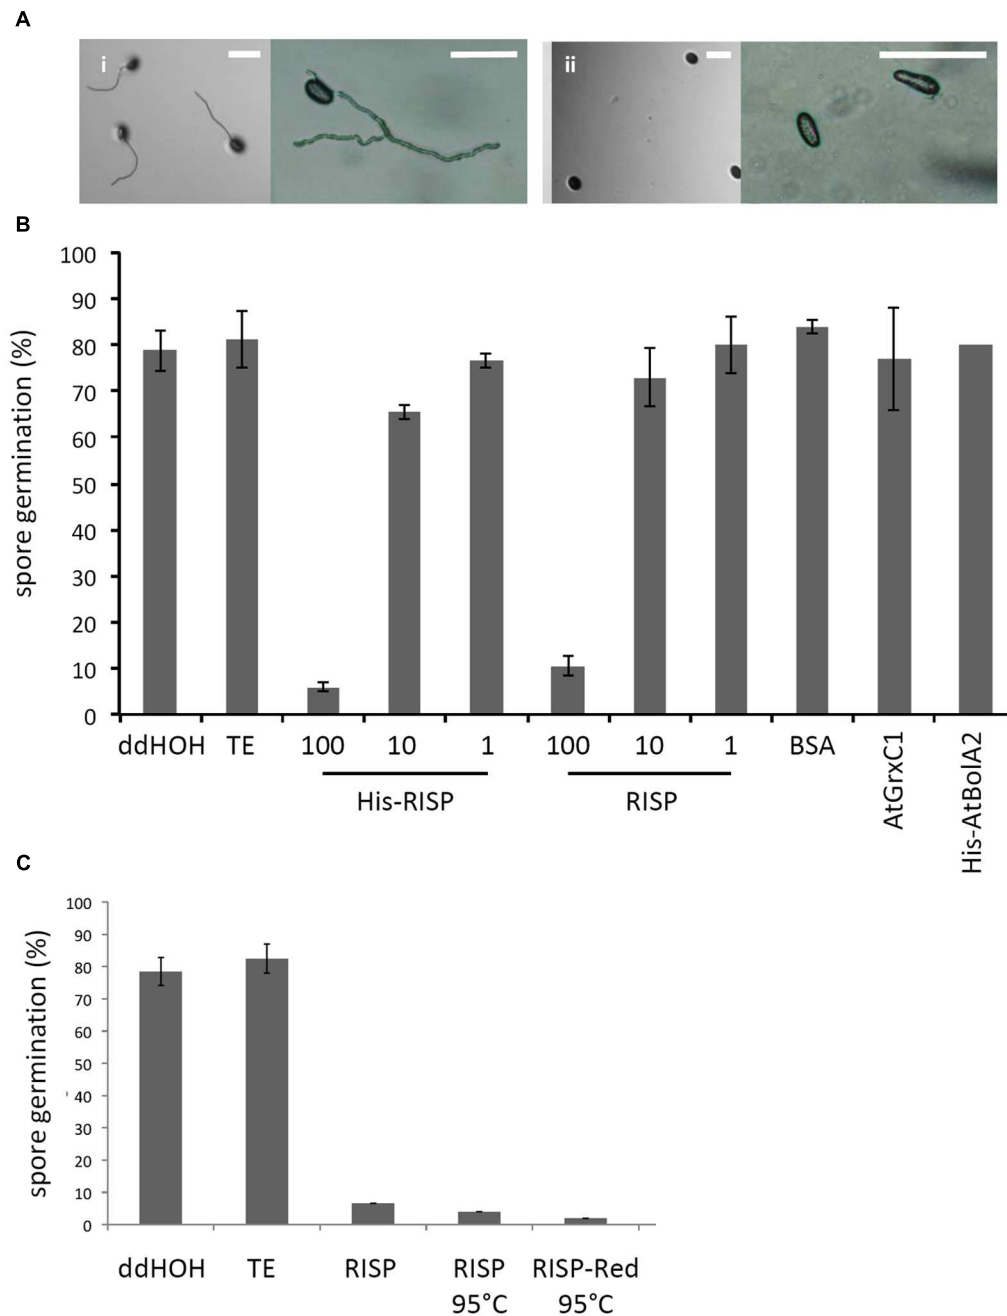 A
i
ii
B
spore germination (%)
100
90
80
70
60
50
40
30
20
10
0
ddHOH TE 100 10 1 100 10 1 BSA AtGrxC1 His-AtBolA2
His-RISP RISP
C
spore germination (%)
100
90
80
70
60
50
40
30
20
10
0
ddHOH TE RISP RISP RISP-Red
95°C 95°C